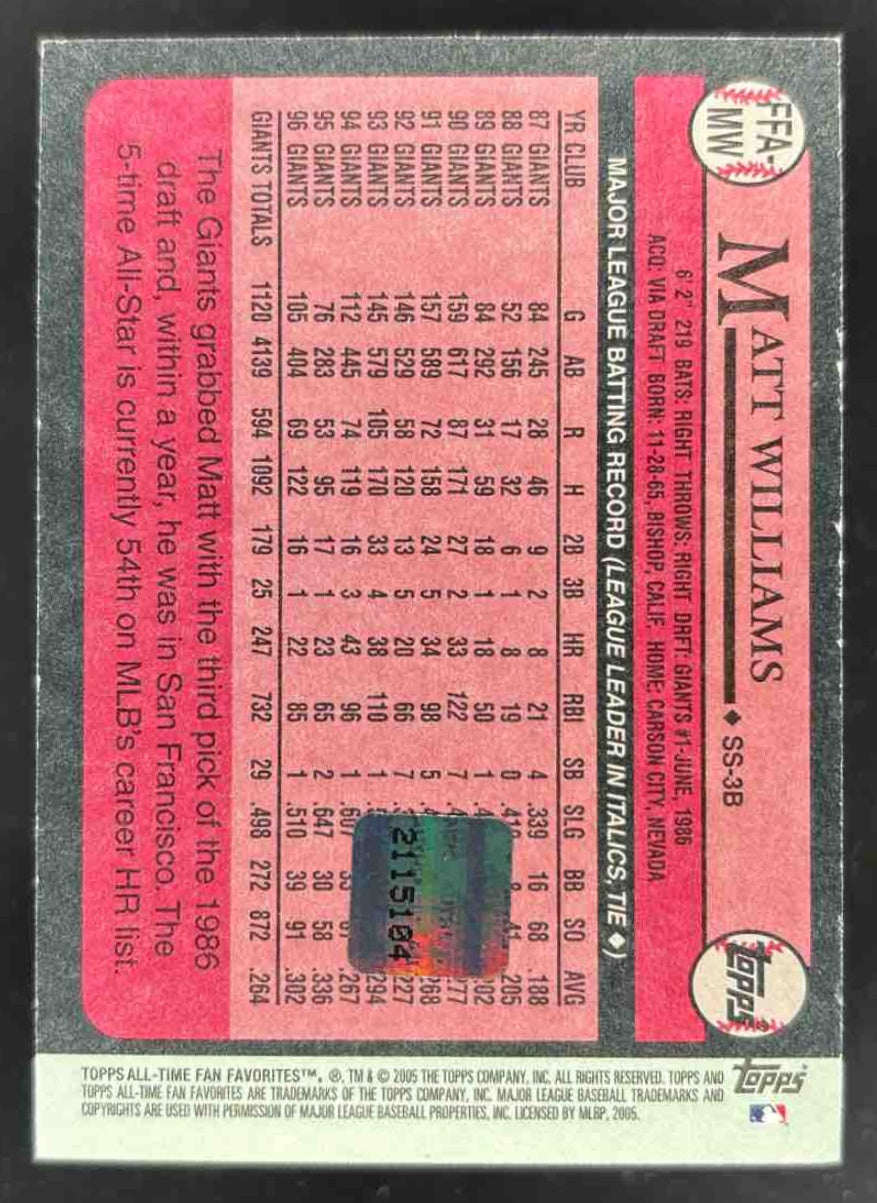 FFA-
MW
MATT WILLIAMS ♦ SS-3B
topps
6' 2" 219 BATS: RIGHT THROWS: RIGHT DRFT: GIANTS #1-JUNE, 1986
ACQ: VIA DRAFT BORN: 11-28-65, BISHOP, CALIF. HOME: CARSON CITY, NEVADA
MAJOR LEAGUE BATTING RECORD (LEAGUE LEADER IN ITALICS, TIE ♦)
YR CLUB G AB R H 2B 3B HR RBI SB SLG BB SO AVG
87 GIANTS 84 245 28 46 9 2 8 21 4 .339 16 68 .188
88 GIANTS 52 156 17 32 6 1 8 19 0 41 .205
89 GIANTS 84 292 31 59 18 1 18 50 1
90 GIANTS 159 617 87 171 27 2 33 122 7
91 GIANTS 157 589 72 158 24 5 34 98 5
92 GIANTS 146 529 58 120 13 5 20 66 7
93 GIANTS 145 579 105 170 33 4 38 110 1
94 GIANTS 112 445 74 119 16 3 43 96 1 .607 .267
95 GIANTS 76 283 53 95 17 1 23 65 2 .647 30 58 .336
96 GIANTS 105 404 69 122 16 1 22 85 1 .510 39 91 .302
GIANTS TOTALS 1120 4139 594 1092 179 25 247 732 29 .498 272 872 .264
2115104
The Giants grabbed Matt with the third pick of the 1986
draft and, within a year, he was in San Francisco. The
5-time All-Star is currently 54th on MLB's career HR list.
TOPPS ALL-TIME FAN FAVORITES™. ®, TM & © 2005 THE TOPPS COMPANY, INC. ALL RIGHTS RESERVED. TOPPS AND
TOPPS ALL-TIME FAN FAVORITES ARE TRADEMARKS OF THE TOPPS COMPANY, INC. MAJOR LEAGUE BASEBALL TRADEMARKS AND
COPYRIGHTS ARE USED WITH PERMISSION OF MAJOR LEAGUE BASEBALL PROPERTIES, INC. LICENSED BY MLBP, 2005.
topps